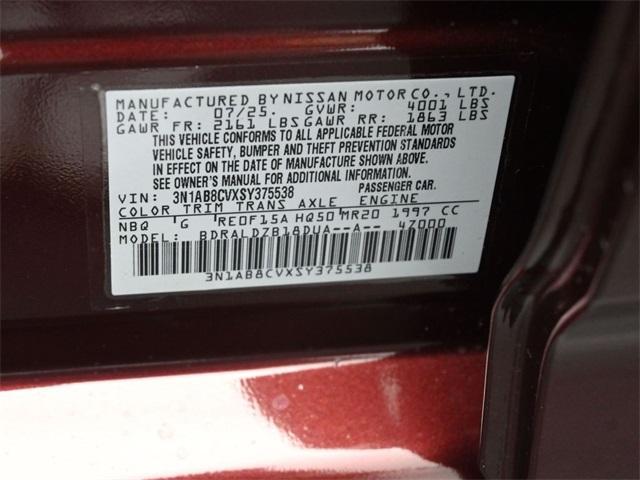 MANUFACTURED BY NISSAN MOTOR CO., LTD.
DATE: 07/25. GVWR: 4001 LBS
GAWR FR: 2161 LBS GAWR RR: 1863 LBS
THIS VEHICLE CONFORMS TO ALL APPLICABLE FEDERAL MOTOR
VEHICLE SAFETY, BUMPER AND THEFT PREVENTION STANDARDS
IN EFFECT ON THE DATE OF MANUFACTURE SHOWN ABOVE.
SEE OWNER'S MANUAL FOR ADDITIONAL INFORMATION.
VIN: 3N1AB8CVXSY375538 PASSENGER CAR.
COLOR TRIM TRANS AXLE ENGINE
NBQ G RE0F15A HQ50 MR20 1997 CC
MODEL: BDRALDZB18DUA--A-- 47000
3N1AB8CVXSY375538